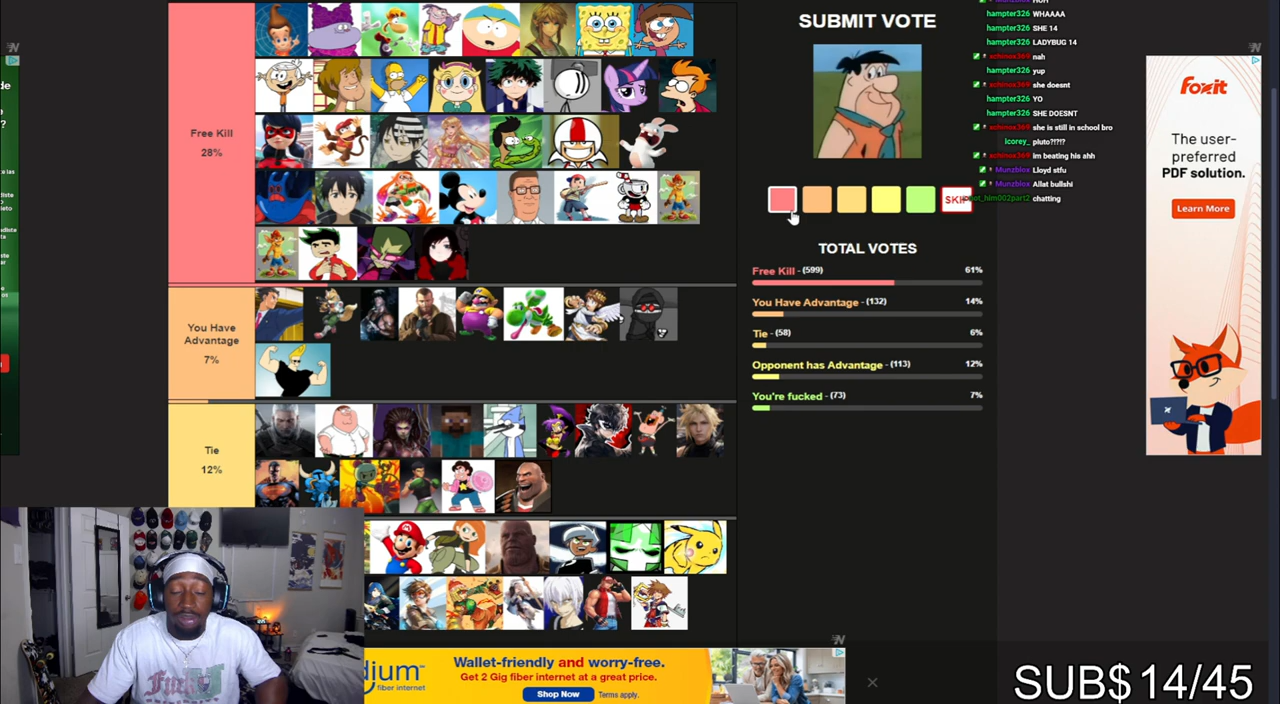 Free Kill
28%
You Have
Advantage
7%
Tie
12%
SUBMIT VOTE
SKIP
TOTAL VOTES
Free Kill - (599) 61%
You Have Advantage - (132) 14%
Tie - (58) 6%
Opponent has Advantage - (113) 12%
You're fucked - (73) 7%
hampter326 WHAAAA
hampter326 SHE 14
hampter326 LADYBUG 14
nah
hampter326 yup
she doesnt
hampter326 YO
hampter326 SHE DOESNT
she is still in school bro
lcorey_ pluto?!?!?
im beating his ahh
Munzblox Lloyd stfu
Munzblox Allat bullshi
chatting
foxit
The user-
preferred
PDF solution.
Learn More
dium
fiber internet
Wallet-friendly and worry-free.
Get 2 Gig fiber internet at a great price.
Shop Now
Terms apply.
SUB$ 14/45